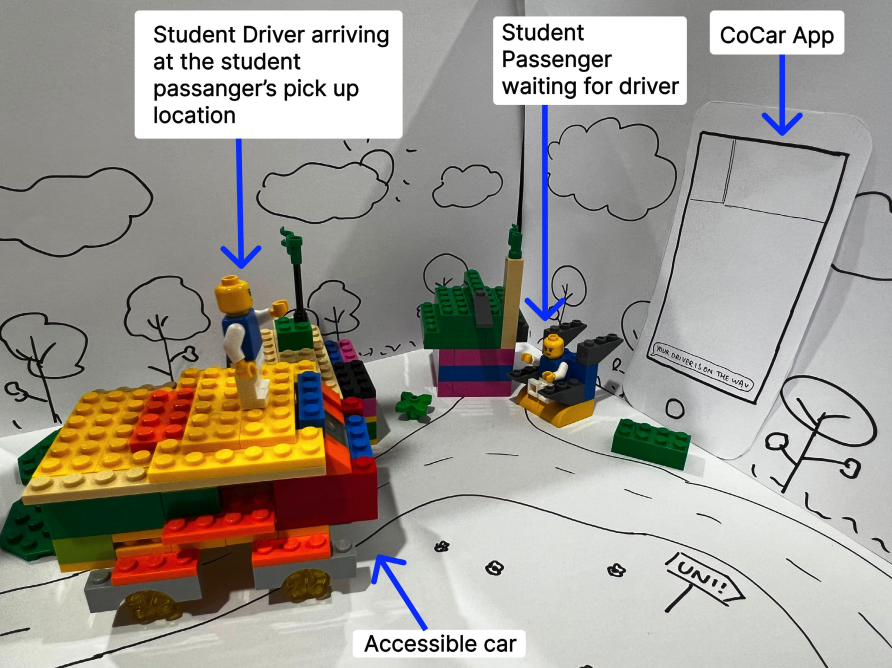 Student Driver arriving
at the student
passanger's pick up
location
Student
Passenger
waiting for driver
CoCar App
YOUR DRIVER IS ON THE WAY
UNI!!
Accessible car